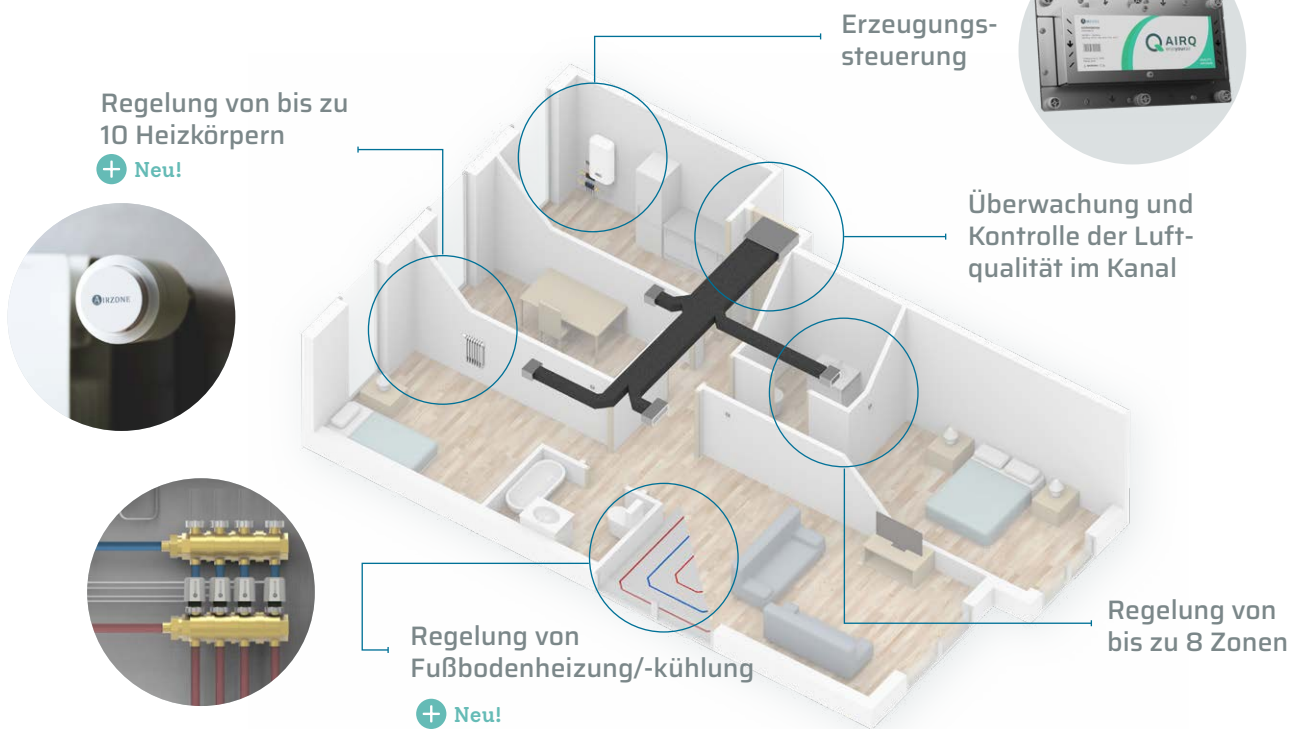 Erzeugungs-
steuerung
AIRQ
Regelung von bis zu
10 Heizkörpern
Neu!
AIRZONE
Überwachung und
Kontrolle der Luft-
qualität im Kanal
Regelung von
bis zu 8 Zonen
Regelung von
Fußbodenheizung/-kühlung
Neu!